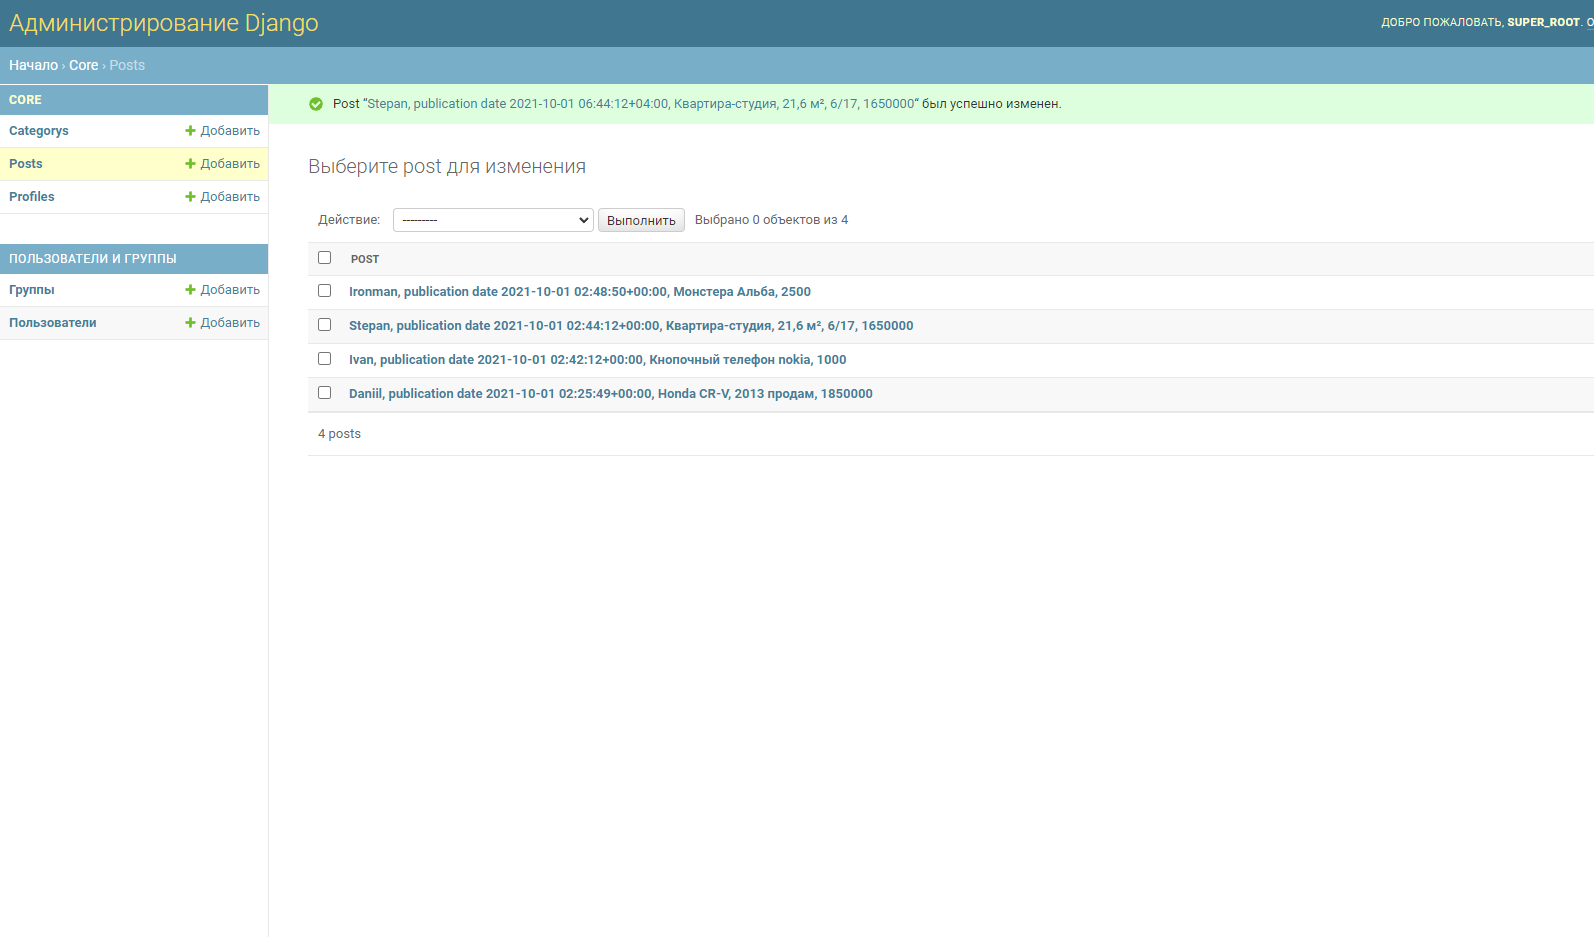 Администрирование Django
ДОБРО ПОЖАЛОВАТЬ, SUPER_ROOT.
Начало › Core › Posts
CORE
Categorys + Добавить
Posts + Добавить
Profiles + Добавить
ПОЛЬЗОВАТЕЛИ И ГРУППЫ
Группы + Добавить
Пользователи + Добавить
Post “Stepan, publication date 2021-10-01 06:44:12+04:00, Квартира-студия, 21,6 м², 6/17, 1650000“ был успешно изменен.
Выберите post для изменения
Действие: --------- Выполнить Выбрано 0 объектов из 4
POST
Ironman, publication date 2021-10-01 02:48:50+00:00, Монстера Альба, 2500
Stepan, publication date 2021-10-01 02:44:12+00:00, Квартира-студия, 21,6 м², 6/17, 1650000
Ivan, publication date 2021-10-01 02:42:12+00:00, Кнопочный телефон nokia, 1000
Daniil, publication date 2021-10-01 02:25:49+00:00, Honda CR-V, 2013 продам, 1850000
4 posts